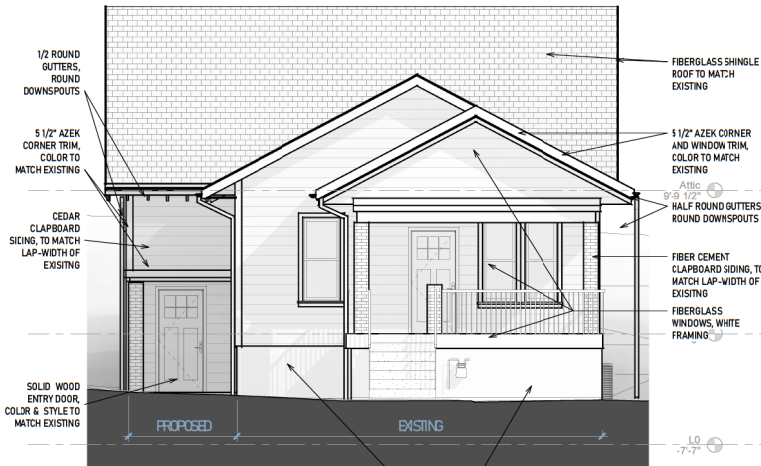 1/2 ROUND
GUTTERS,
ROUND
DOWNSPOUTS
5 1/2" AZEK
CORNER TRIM,
COLOR TO
MATCH EXISTING
CEDAR
CLAPBOARD
SIDING, TO MATCH
LAP-WIDTH OF
EXISITNG
SOLID WOOD
ENTRY DOOR,
COLOR & STYLE TO
MATCH EXISTING
PROPOSED
EXISTING
FIBERGLASS SHINGLE
ROOF TO MATCH
EXISTING
5 1/2" AZEK CORNER
AND WINDOW TRIM,
COLOR TO MATCH
EXISTING
Attic
9'-9 1/2"
HALF ROUND GUTTERS
ROUND DOWNSPOUTS
FIBER CEMENT
CLAPBOARD SIDING, TO
MATCH LAP-WIDTH OF
EXISITNG
FIBERGLASS
WINDOWS, WHITE
FRAMING
L0
-7'-7"